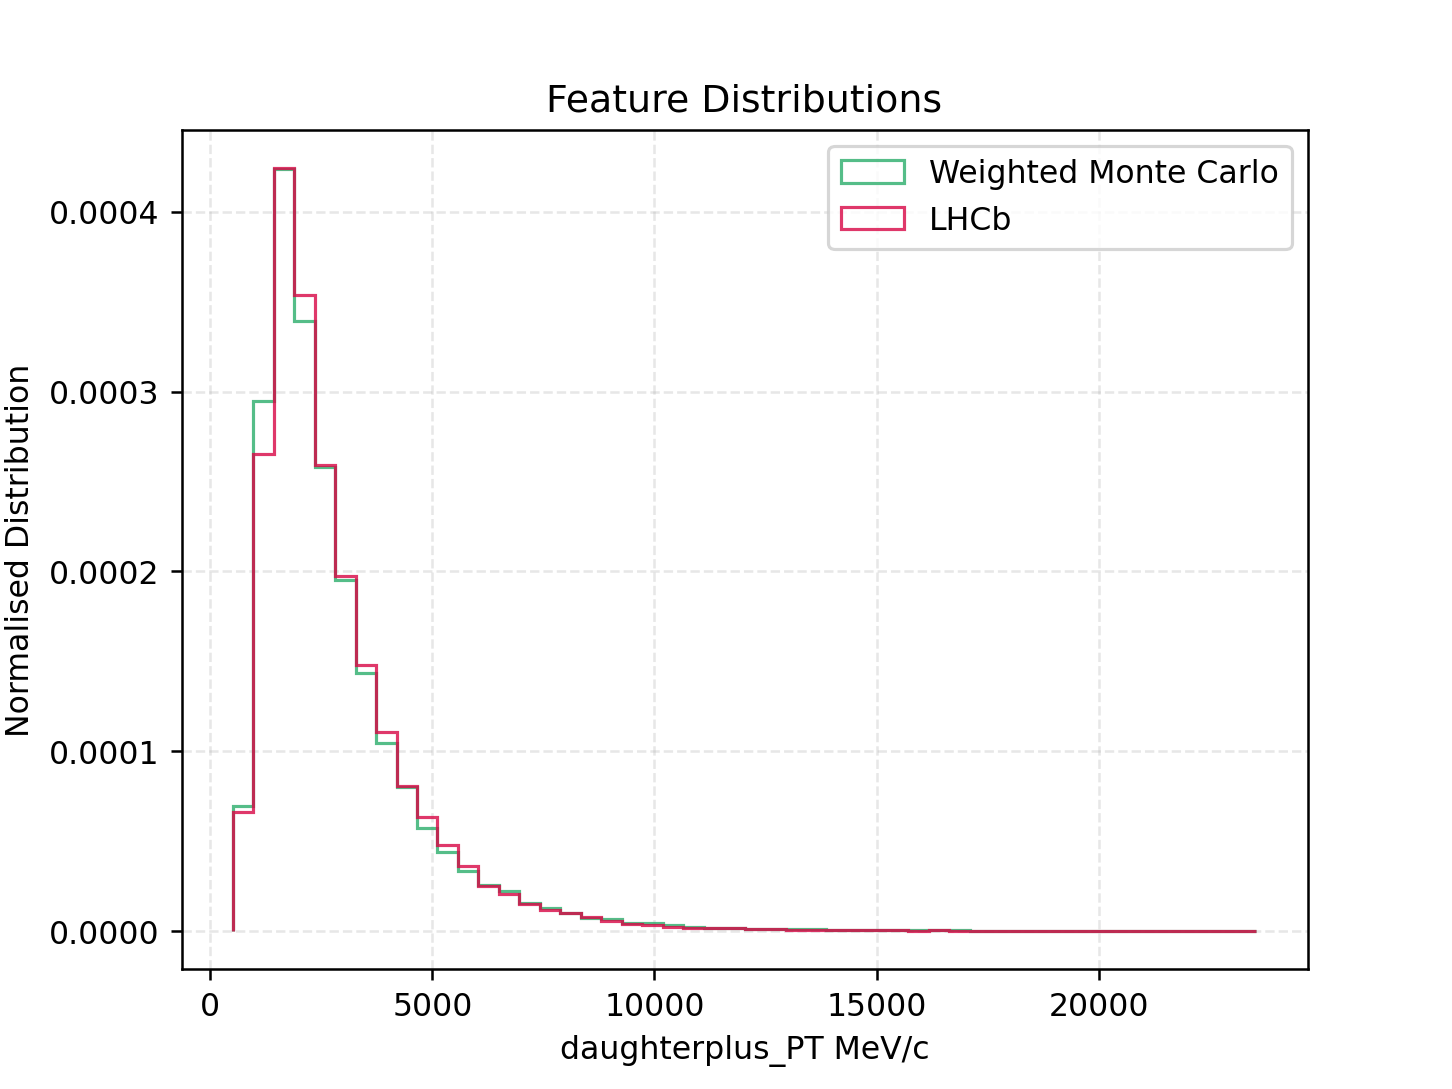 Feature Distributions
Weighted Monte Carlo
LHCb
Normalised Distribution
0.0004
0.0003
0.0002
0.0001
0.0000
0 5000 10000 15000 20000
daughterplus_PT MeV/c